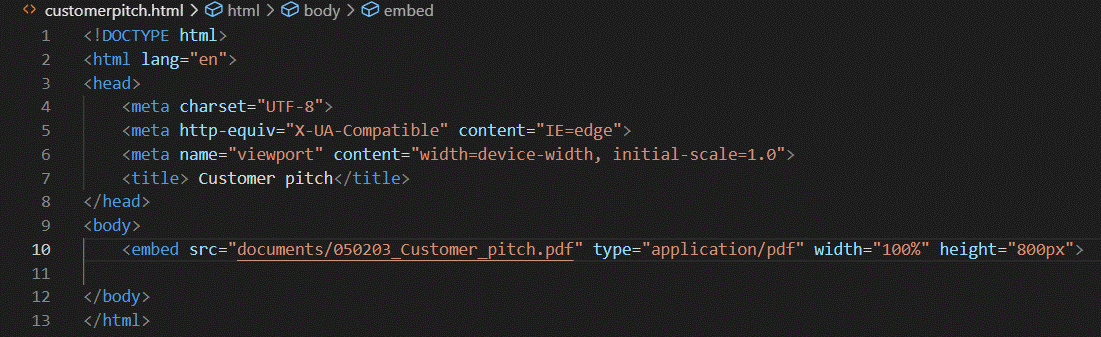 customerpitch.html > html > body > embed
1 <!DOCTYPE html>
2 <html lang="en">
3 <head>
4 <meta charset="UTF-8">
5 <meta http-equiv="X-UA-Compatible" content="IE=edge">
6 <meta name="viewport" content="width=device-width, initial-scale=1.0">
7 <title> Customer pitch</title>
8 </head>
9 <body>
10 <embed src="documents/050203_Customer_pitch.pdf" type="application/pdf" width="100%" height="800px">
11
12 </body>
13 </html>